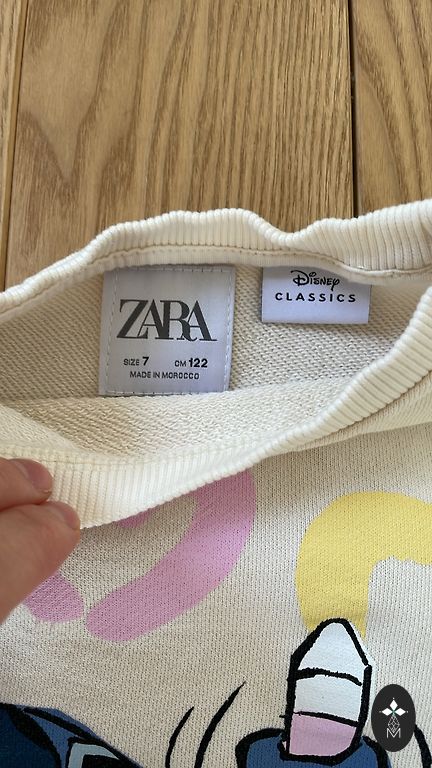 ZARA
SIZE 7 CM 122
MADE IN MOROCCO
Disney
CLASSICS
M